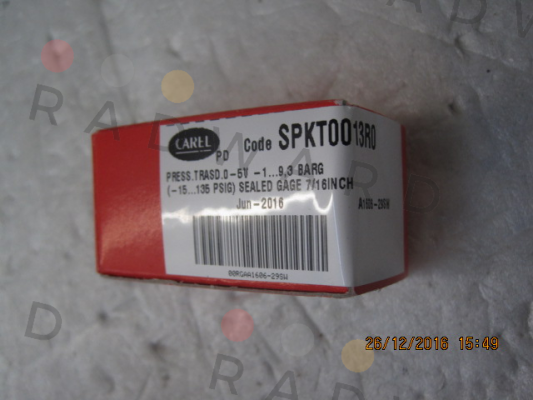 CAREL
PD Code SPKT0013R0
PRESS.TRASD.0-5V -1...9,3 BARG
(-15...135 PSIG) SEALED GAGE 7/16INCH
Jun-2016
26/12/2016 15:49